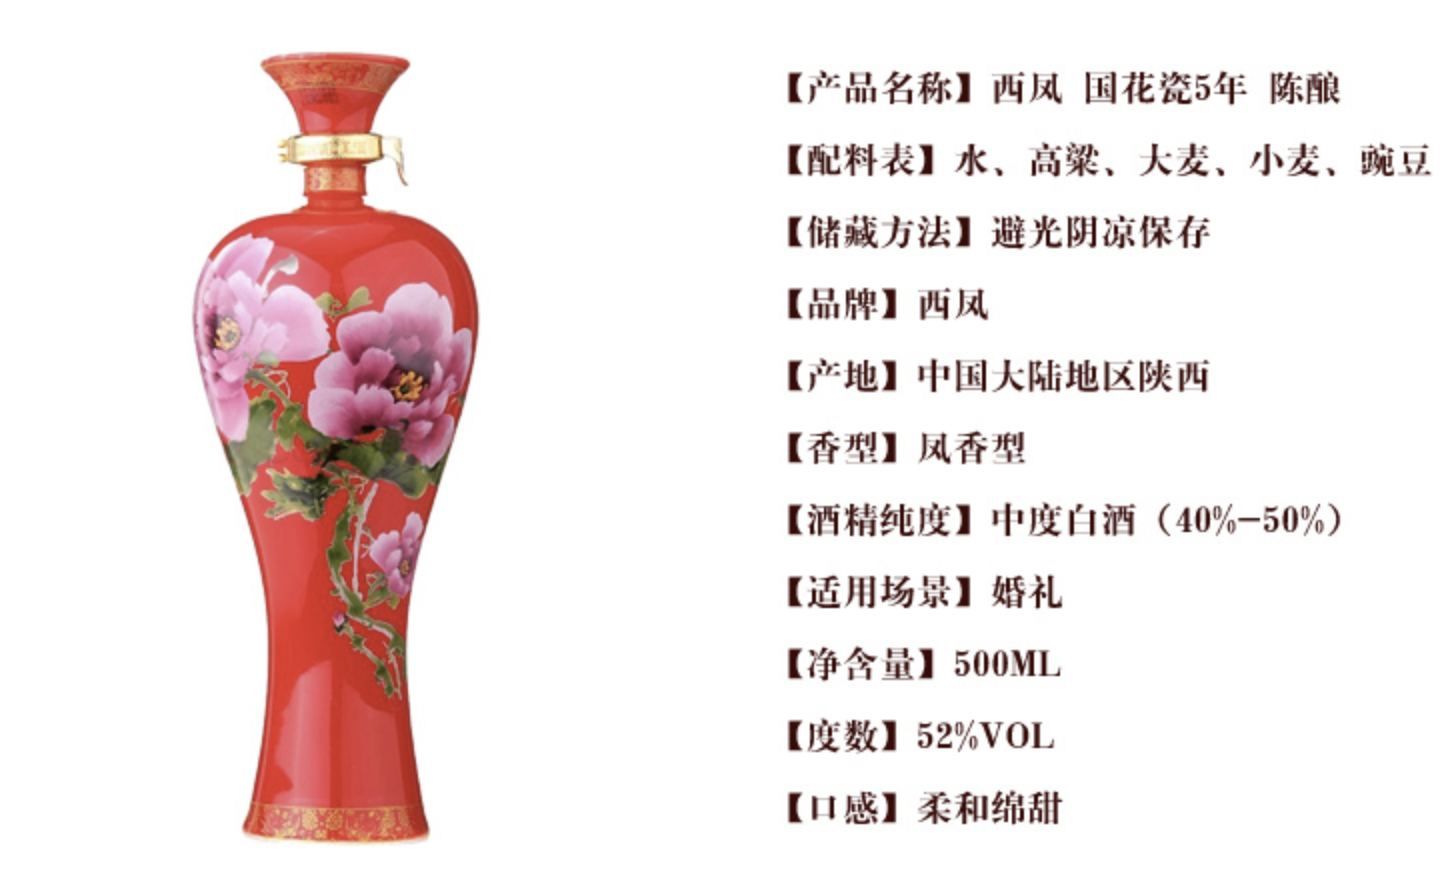 【产品名称】西凤 国花瓷5年 陈酿
【配料表】水、高粱、大麦、小麦、豌豆
【储藏方法】避光阴凉保存
【品牌】西凤
【产地】中国大陆地区陕西
【香型】凤香型
【酒精纯度】中度白酒（40%-50%）
【适用场景】婚礼
【净含量】500ML
【度数】52%VOL
【口感】柔和绵甜